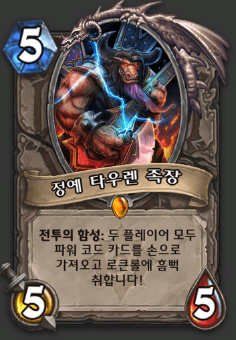 5
정예 타우렌 족장
전투의 함성: 두 플레이어 모두
파워 코드 카드를 손으로
가져오고 로큰롤에 흠뻑
취합니다!
5
5